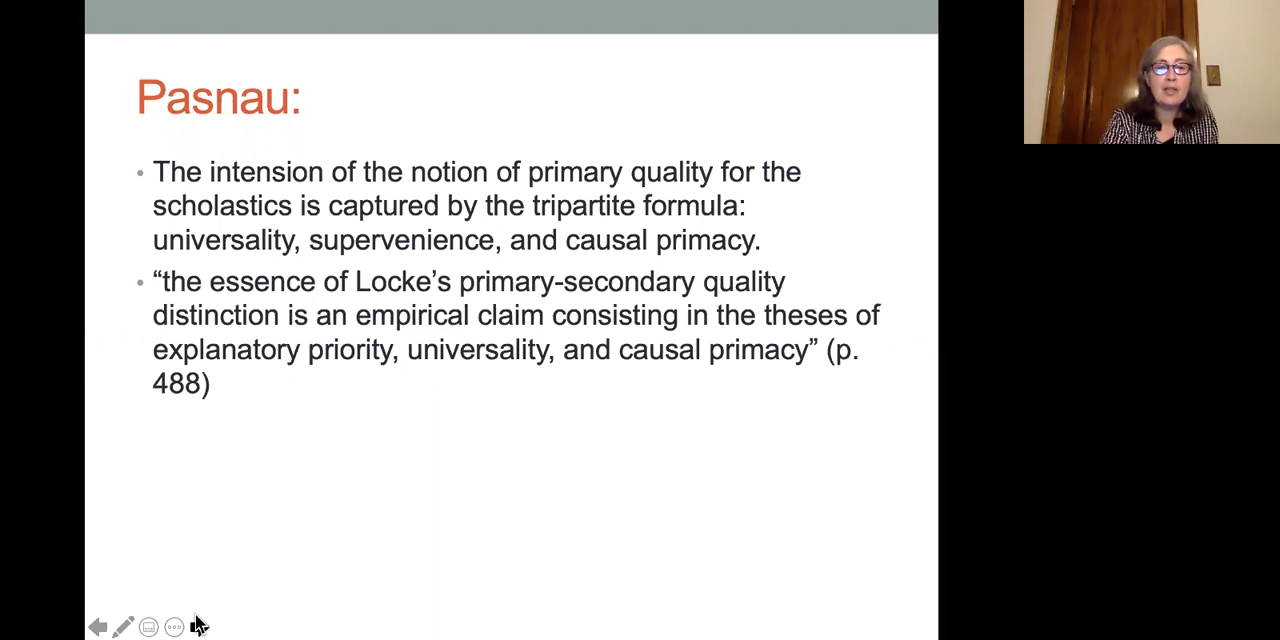 Pasnau:
• The intension of the notion of primary quality for the
scholastics is captured by the tripartite formula:
universality, supervenience, and causal primacy.
• “the essence of Locke’s primary-secondary quality
distinction is an empirical claim consisting in the theses of
explanatory priority, universality, and causal primacy” (p.
488)